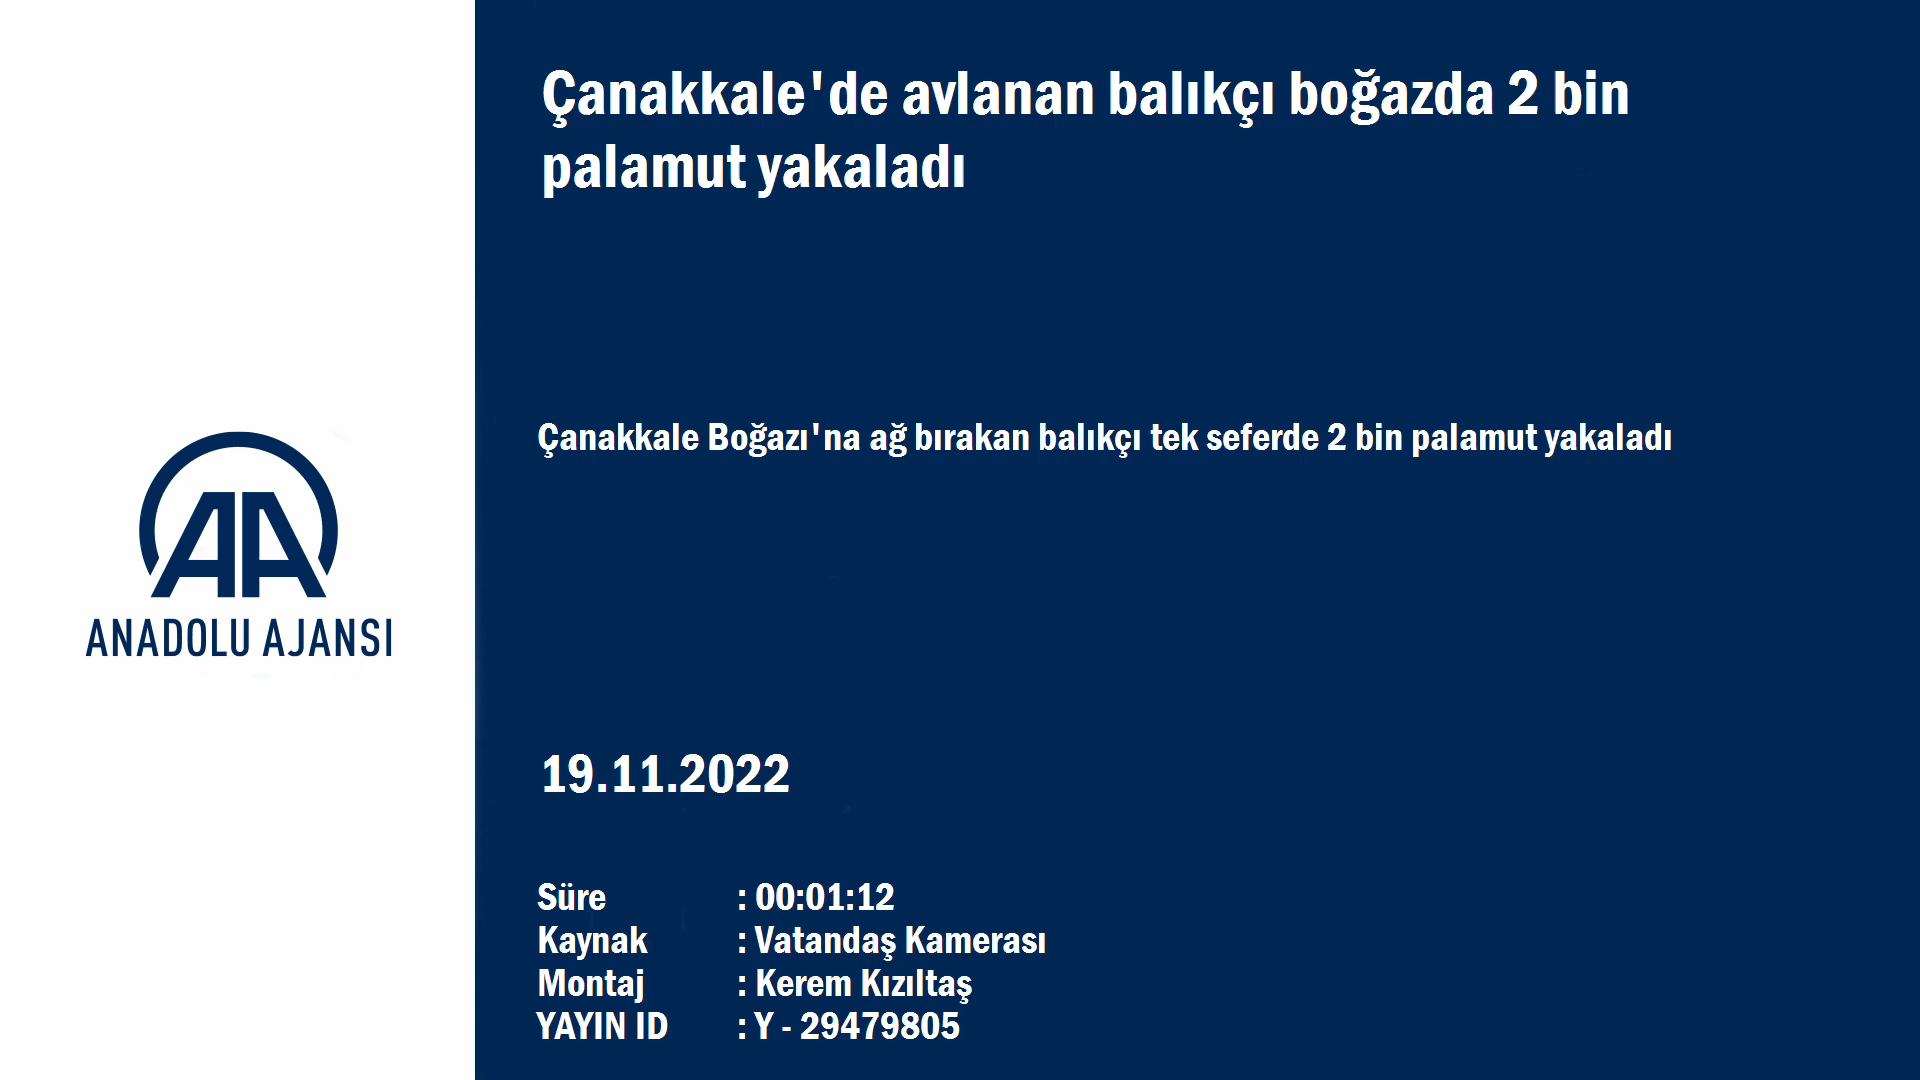 Çanakkale'de avlanan balıkçı boğazda 2 bin
palamut yakaladı
Çanakkale Boğazı'na ağ bırakan balıkçı tek seferde 2 bin palamut yakaladı
AA
ANADOLU AJANSI
19.11.2022
Süre : 00:01:12
Kaynak : Vatandaş Kamerası
Montaj : Kerem Kızıltaş
YAYIN ID : Y - 29479805